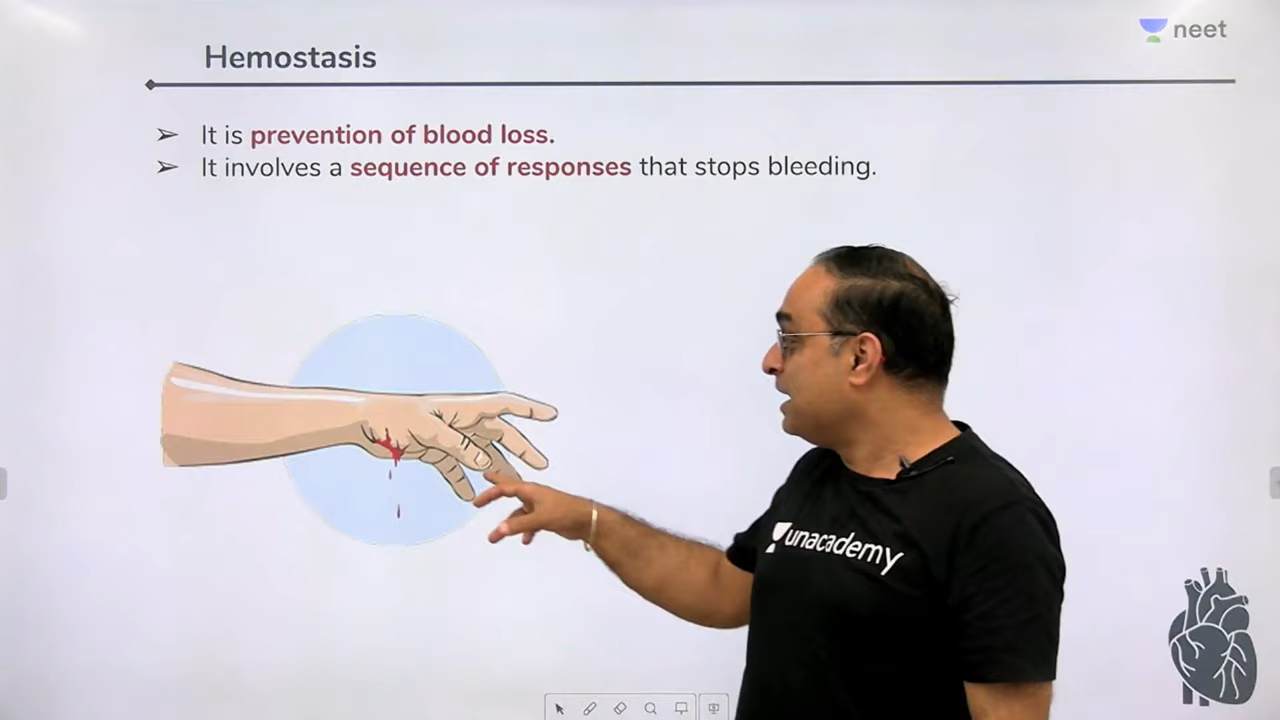 neet
Hemostasis
➢ It is prevention of blood loss.
➢ It involves a sequence of responses that stops bleeding.
unacademy